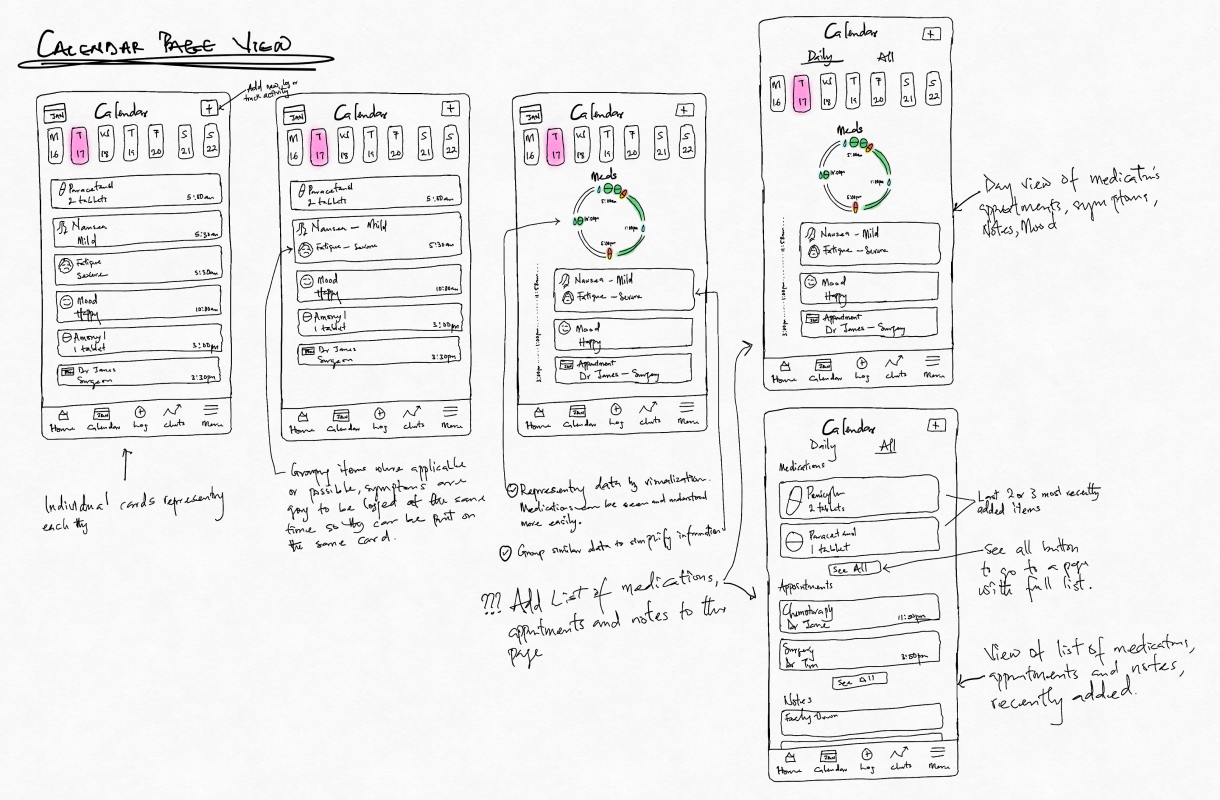 CALENDAR PAGE VIEW
Add new log or
track activity
JAN
Calendar
+
M
16
T
17
W
18
T
19
F
20
S
21
S
22
Paracetamol
2 tablets
5:00am
Nausea
Mild
5:30am
Fatigue
Severe
5:30am
Mood
Happy
10:00am
1 tablet
3:00pm
Dr James
Surgeon
3:30pm
Home
Calendar
Log
Charts
Menu
Individual cards representing
each
JAN
Calendar
+
M
16
T
17
W
18
T
19
F
20
S
21
S
22
Paracetamol
2 tablets
5:00am
Nausea – Mild
Fatigue – Severe
5:30am
Mood
Happy
10:00am
1 tablet
3:00pm
Dr James
Surgeon
3:30pm
Home
Calendar
Log
Charts
Menu
Grouping items where applicable
or possible, symptoms are
going to be logged at the same
time so they can be put on
the same card.
JAN
Calendar
+
M
16
T
17
W
18
T
19
F
20
S
21
S
22
Meds
5:00am
10:00pm
1:00pm
5:00pm
Nausea – Mild
Fatigue – Severe
Mood
Happy
Appointment
Dr James – Surgery
Home
Calendar
Log
Charts
Menu
Representing data by visualization.
Medications can be seen and understood
more easily.
Group similar data to simplify information
??? Add List of medications,
appointments and notes to this
page
Calendar
+
Daily
All
M
16
T
17
W
18
T
19
F
20
S
21
S
22
Meds
5:00am
10:00pm
1:00pm
5:00pm
Nausea – Mild
Fatigue – Severe
Mood
Happy
Appointment
Dr James – Surgery
Home
Calendar
Log
Charts
Menu
Day view of medications
appointments, symptoms,
Notes, Mood
Calendar
+
Daily
All
Medications
2 tablets
Paracetamol
1 tablet
See All
Appointments
Chemotherapy
Dr Jane
11:00pm
Surgery
Dr Tim
3:00pm
See All
Notes
Feeling Down
Home
Calendar
Log
Charts
Menu
Last 2 or 3 most recently
added items
See all button
to go to a page
with full list.
View of list of medications,
appointments and notes,
recently added.